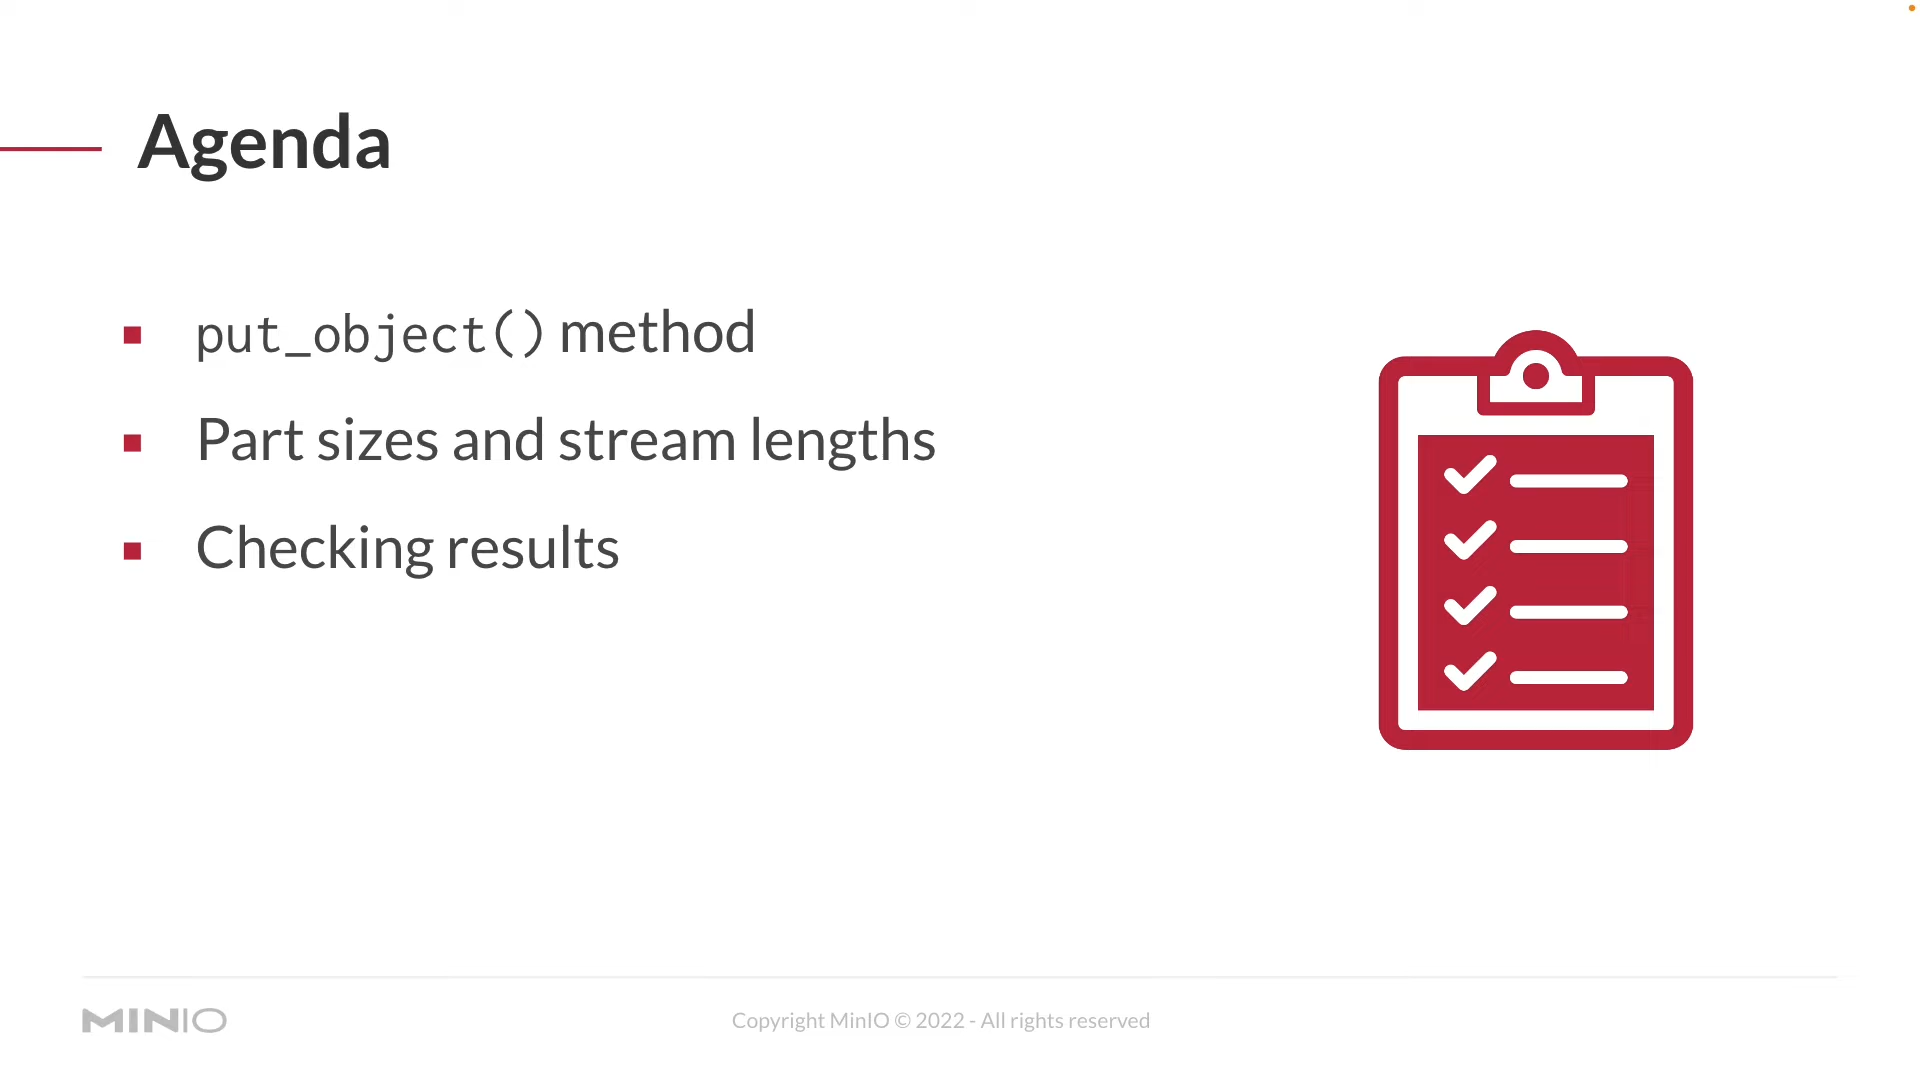 Agenda
put_object() method
Part sizes and stream lengths
Checking results
MINIO
Copyright MinIO © 2022 - All rights reserved